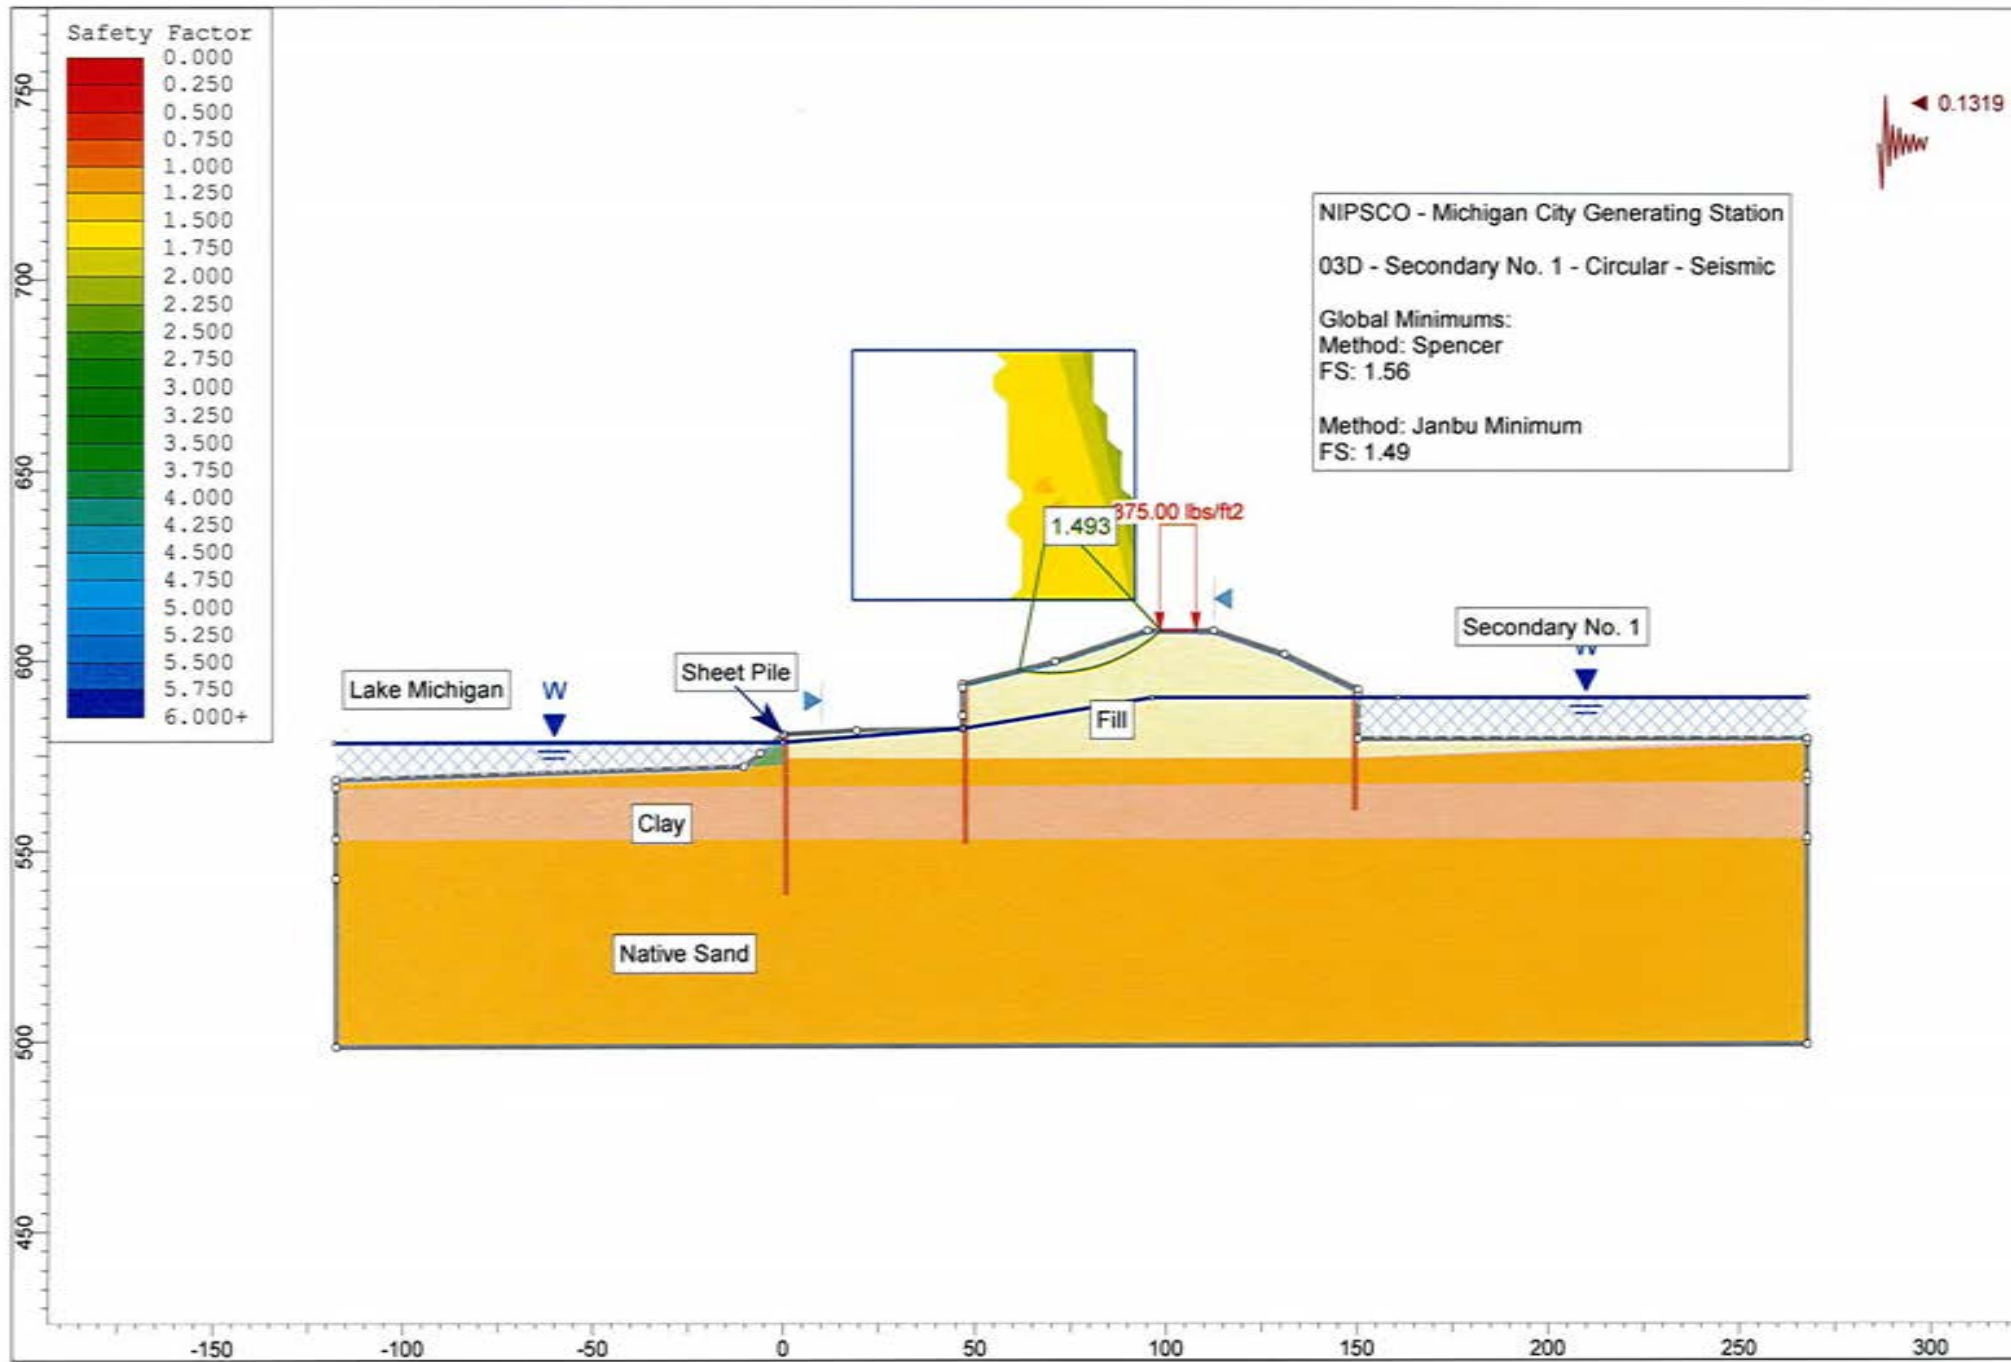 Safety Factor
0.000
0.250
0.500
0.750
1.000
1.250
1.500
1.750
2.000
2.250
2.500
2.750
3.000
3.250
3.500
3.750
4.000
4.250
4.500
4.750
5.000
5.250
5.500
5.750
6.000+
0.1319
NIPSCO - Michigan City Generating Station
03D - Secondary No. 1 - Circular - Seismic
Global Minimums:
Method: Spencer
FS: 1.56
Method: Janbu Minimum
FS: 1.49
1.493
375.00 lbs/ft2
Secondary No. 1
W
Sheet Pile
Lake Michigan
W
Fill
Clay
Native Sand
750
700
650
600
550
500
450
-150
-100
-50
0
50
100
150
200
250
300